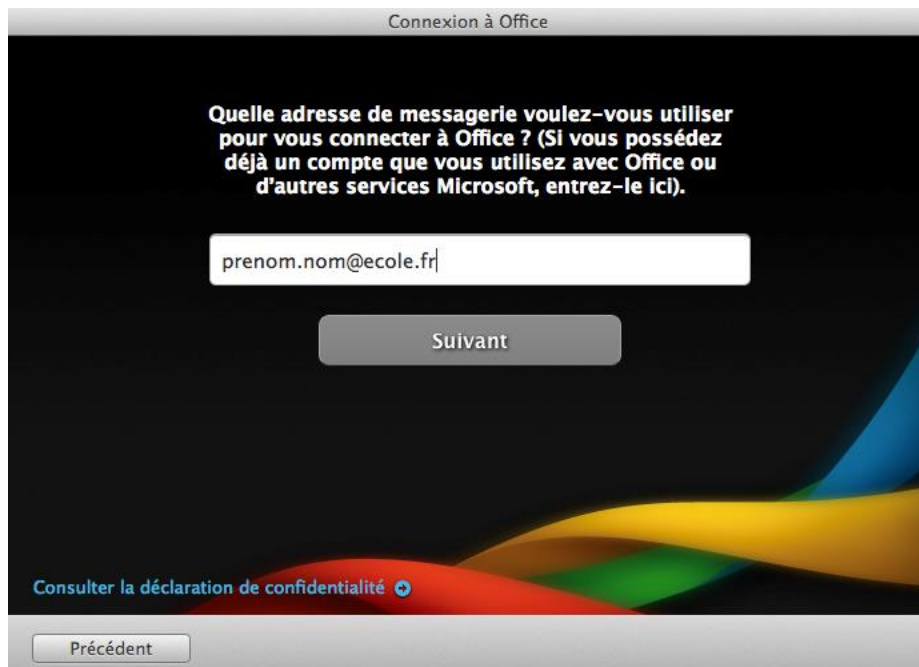 Connexion à Office
Quelle adresse de messagerie voulez-vous utiliser
pour vous connecter à Office ? (Si vous possédez
déjà un compte que vous utilisez avec Office ou
d'autres services Microsoft, entrez-le ici).
prenom.nom@ecole.fr
Suivant
Consulter la déclaration de confidentialité
Précédent